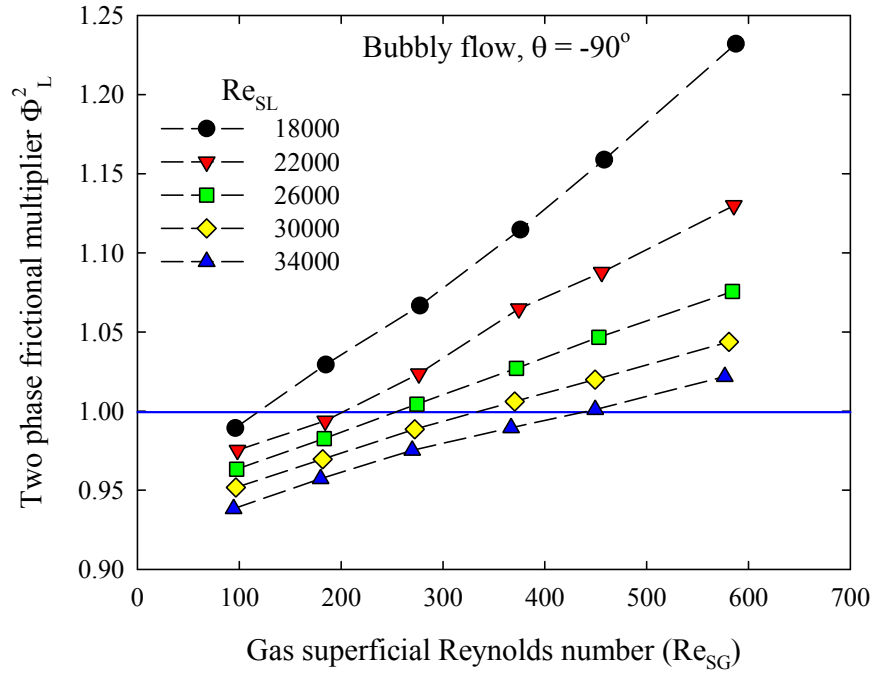 Bubbly flow, θ = -90°
Re_SL
18000
22000
26000
30000
34000
Two phase frictional multiplier Φ²_L
1.25
1.20
1.15
1.10
1.05
1.00
0.95
0.90
0 100 200 300 400 500 600 700
Gas superficial Reynolds number (Re_SG)